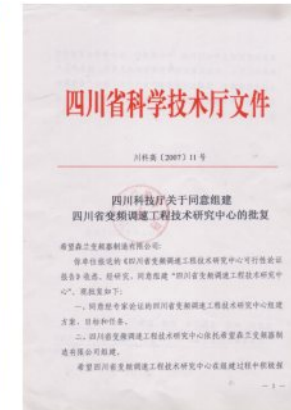 四川省科学技术厅文件
川科高〔2007〕11号
四川科技厅关于同意组建
四川省变频调速工程技术研究中心的批复
希望森兰变频器制造有限公司:
你单位报送的《四川省变频调速工程技术研究中心可行性论证
报告》收悉。经研究,同意组建“四川省变频调速工程技术研究中
心”。现批复如下:
一、同意经专家论证的四川省变频调速工程技术研究中心组建
方案、目标和任务。
二、四川省变频调速工程技术研究中心依托希望森兰变频器制
造有限公司组建。
希望四川省变频调速工程技术研究中心在组建过程中积极探
－1－